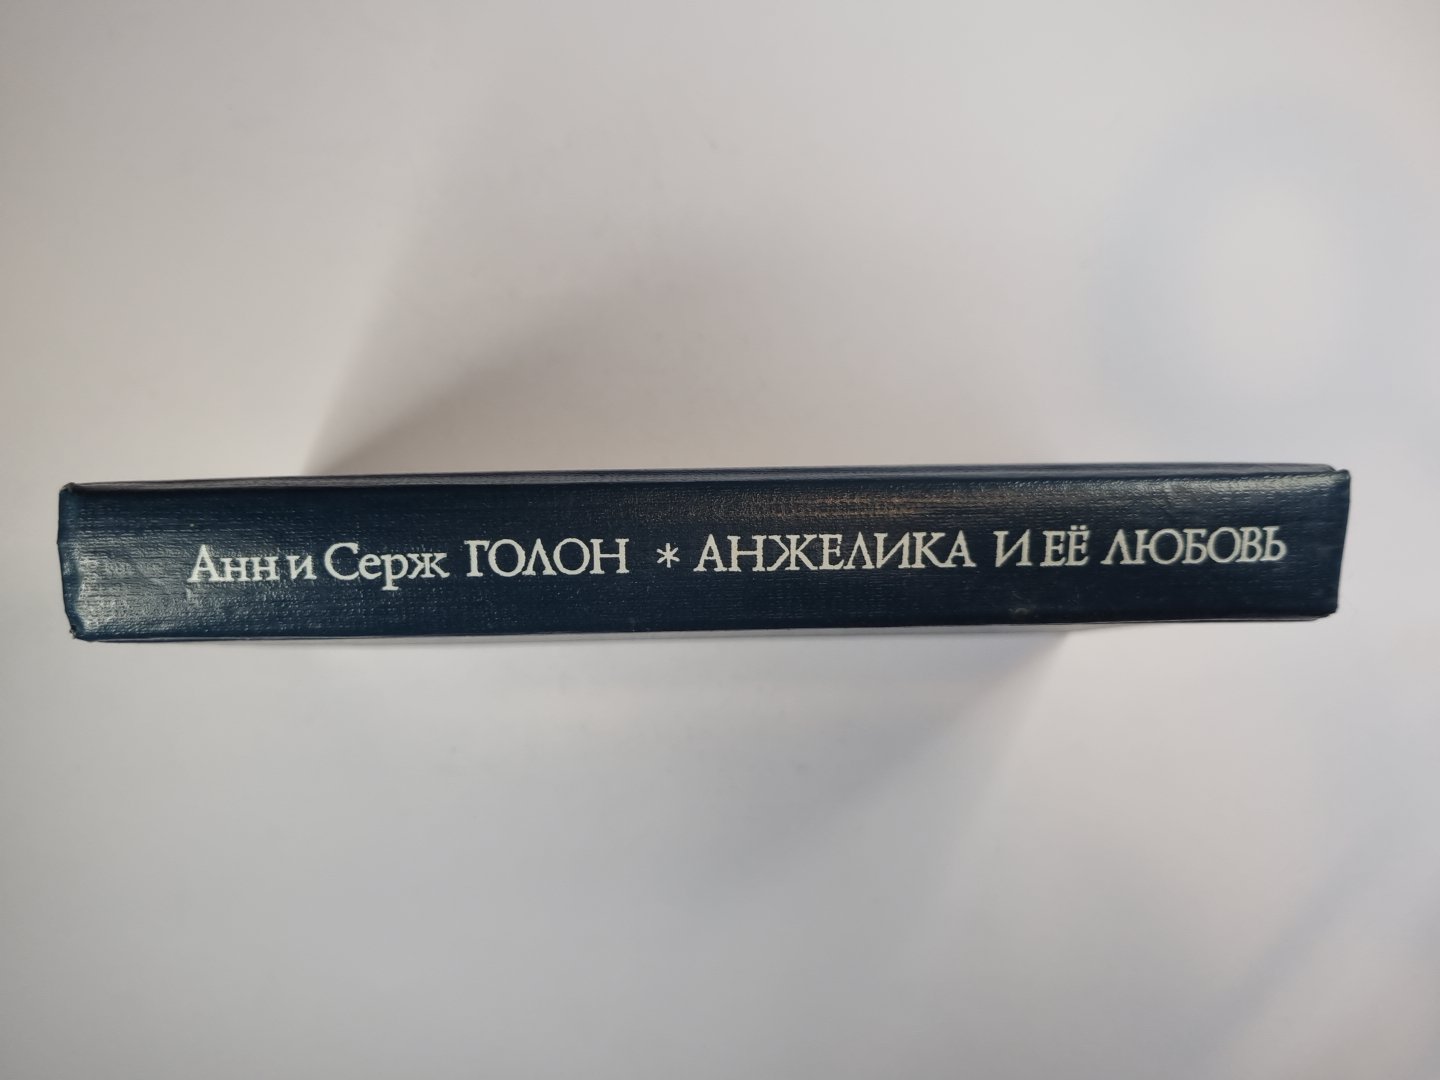 Анн и Серж ГОЛОН * АНЖЕЛИКА И ЕЁ ЛЮБОВЬ